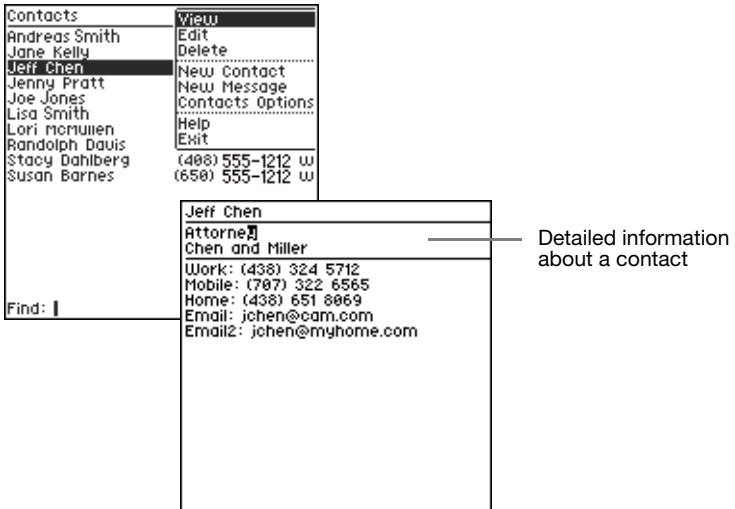 Contacts
Andreas Smith
Jane Kelly
Jeff Chen
Jenny Pratt
Joe Jones
Lisa Smith
Lori McMullen
Randolph Davis
Stacy Dahlberg (408) 555-1212 W
Susan Barnes (650) 555-1212 W
Find:
View
Edit
Delete
New Contact
New Message
Contacts Options
Help
Exit
Jeff Chen
Attorney
Chen and Miller
Work: (438) 324 5712
Mobile: (707) 322 6565
Home: (438) 651 8069
Email: jchen@cam.com
Email2: jchen@myhome.com
Detailed information
about a contact